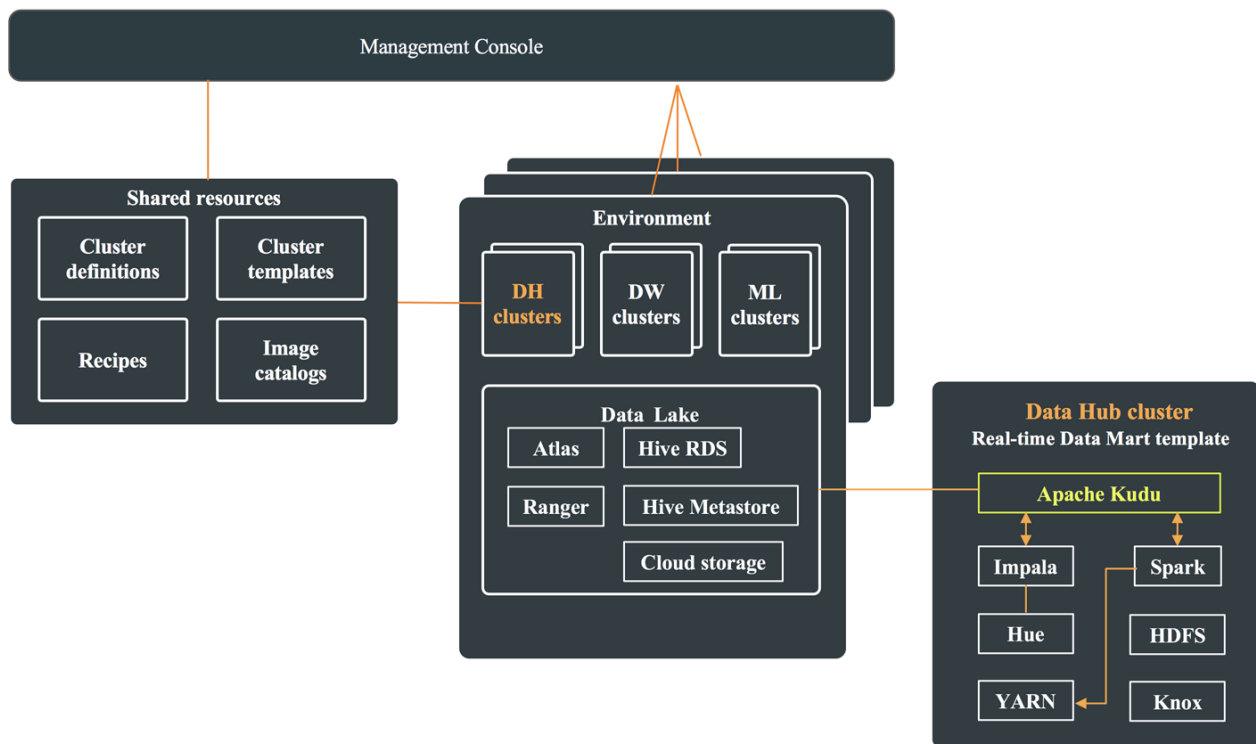 Management Console
Shared resources
Cluster
definitions
Cluster
templates
Recipes
Image
catalogs
Environment
DH
clusters
DW
clusters
ML
clusters
Data Lake
Atlas
Hive RDS
Ranger
Hive Metastore
Cloud storage
Data Hub cluster
Real-time Data Mart template
Apache Kudu
Impala
Spark
Hue
HDFS
YARN
Knox